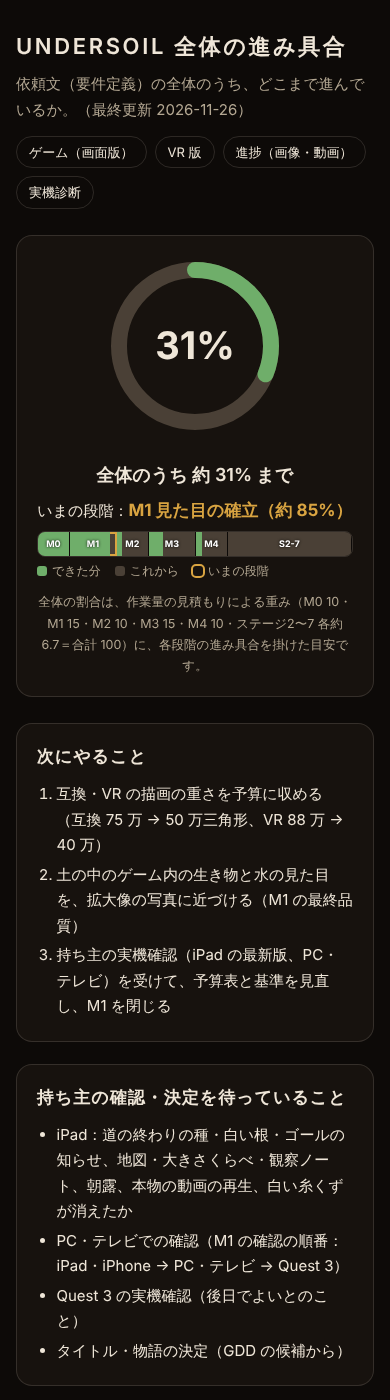 UNDERSOIL 全体の進み具合
依頼文（要件定義）の全体のうち、どこまで進んで
いるか。（最終更新 2026-11-26）
ゲーム（画面版）
VR 版
進捗（画像・動画）
実機診断
31%
全体のうち 約 31% まで
いまの段階：M1 見た目の確立（約 85%）
M0 M1 M2 M3 M4 S2-7
できた分 これから いまの段階
全体の割合は、作業量の見積もりによる重み（M0 10・
M1 15・M2 10・M3 15・M4 10・ステージ2〜7 各約
6.7＝合計 100）に、各段階の進み具合を掛けた目安で
す。
次にやること
1. 互換・VR の描画の重さを予算に収める
（互換 75 万 → 50 万三角形、VR 88 万 →
40 万）
2. 土の中のゲーム内の生き物と水の見た目
を、拡大像の写真に近づける（M1 の最終品
質）
3. 持ち主の実機確認（iPad の最新版、PC・
テレビ）を受けて、予算表と基準を見直
し、M1 を閉じる
持ち主の確認・決定を待っていること
• iPad：道の終わりの種・白い根・ゴールの
知らせ、地図・大きさくらべ・観察ノー
ト、朝露、本物の動画の再生、白い糸くず
が消えたか
• PC・テレビでの確認（M1 の確認の順番：
iPad・iPhone → PC・テレビ → Quest 3）
• Quest 3 の実機確認（後日でよいとのこ
と）
• タイトル・物語の決定（GDD の候補から）